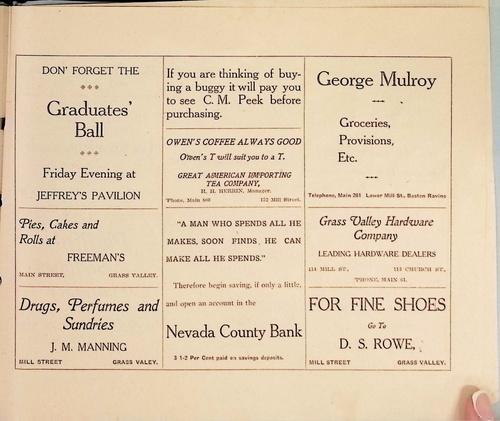 DON' FORGET THE
Graduates'
Ball
Friday Evening at
JEFFREY'S PAVILION
Pies, Cakes and
Rolls at
FREEMAN'S
MAIN STREET, GRASS VALLEY.
Drugs, Perfumes and
Sundries
J. M. MANNING
MILL STREET GRASS VALEY.
If you are thinking of buy-
ing a buggy it will pay you
to see C. M. Peek before
purchasing.
OWEN'S COFFEE ALWAYS GOOD
Owen's T will suit you to a T.
GREAT AMERICAN IMPORTING
TEA COMPANY,
H. H. HERREN, Manager.
'Phone, Main 868 152 Mill Street.
"A MAN WHO SPENDS ALL HE
MAKES, SOON FINDS, HE CAN
MAKE ALL HE SPENDS."
Therefore begin saving, if only a little,
and open an account in the
Nevada County Bank
3 1-2 Per Cent paid on savings deposits.
George Mulroy
Groceries,
Provisions,
Etc.
Telephone, Main 281 Lower Mill St., Boston Ravine
Grass Valley Hardware
Company
LEADING HARDWARE DEALERS
114 MILL ST., 113 CHURCH ST.,
'PHONE, MAIN 61.
FOR FINE SHOES
Go To
D. S. ROWE,
MILL STREET GRASS VALLEY.